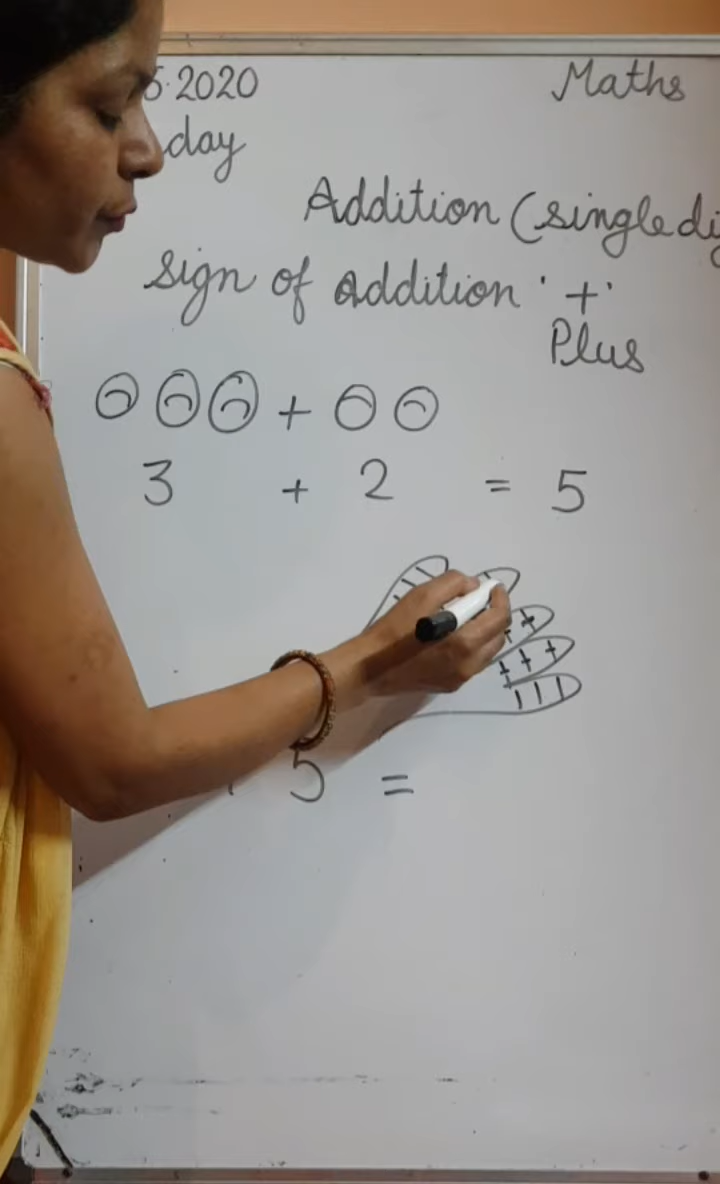 5.2020 Maths
day
Addition (single di
Sign of addition '+'
Plus
+
3 + 2 = 5
5 =